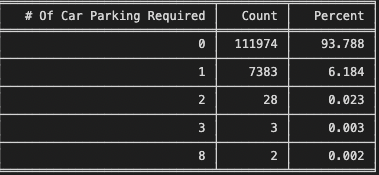 # Of Car Parking Required Count Percent
0 111974 93.788
1 7383 6.184
2 28 0.023
3 3 0.003
8 2 0.002